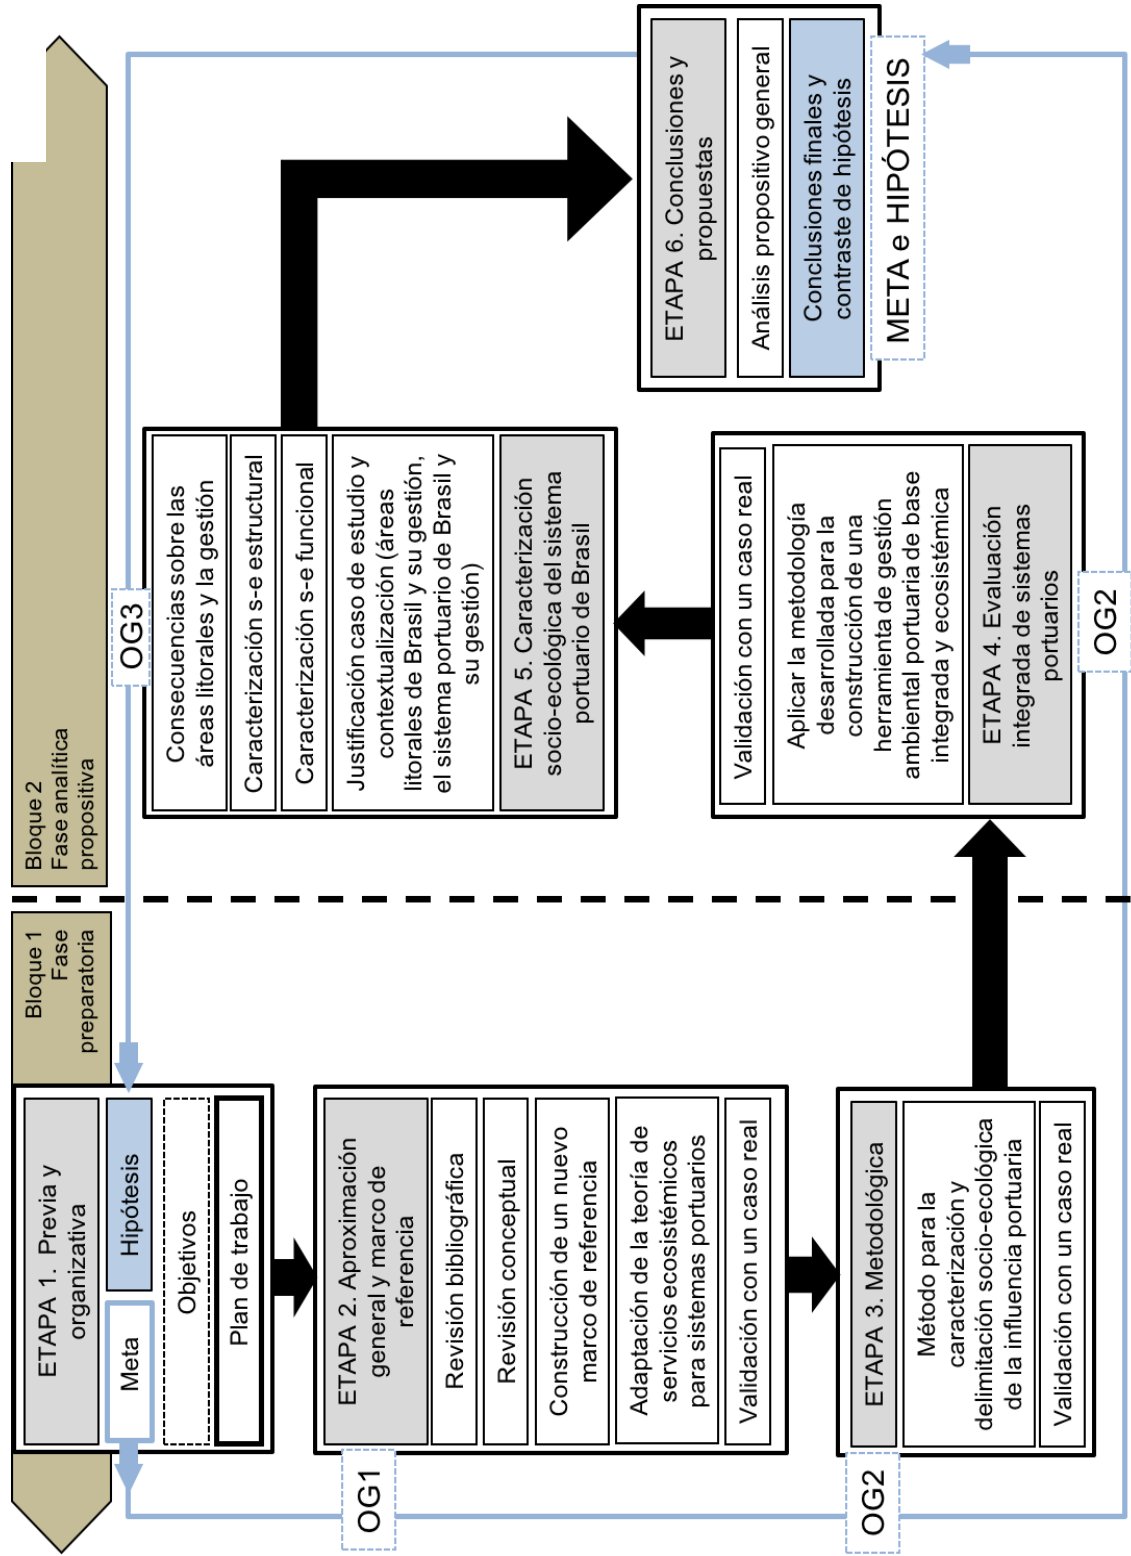 Bloque 1
Fase
preparatoria
Bloque 2
Fase analítica
propositiva
ETAPA 1. Previa y
organizativa
Meta
Hipótesis
Objetivos
Plan de trabajo
OG1
ETAPA 2. Aproximación
general y marco de
referencia
Revisión bibliográfica
Revisión conceptual
Construcción de un nuevo
marco de referencia
Adaptación de la teoría de
servicios ecosistémicos
para sistemas portuarios
Validación con un caso real
OG2
ETAPA 3. Metodológica
Método para la
caracterización y
delimitación socio-ecológica
de la influencia portuaria
Validación con un caso real
OG3
Consecuencias sobre las
áreas litorales y la gestión
Caracterización s-e estructural
Caracterización s-e funcional
Justificación caso de estudio y
contextualización (áreas
litorales de Brasil y su gestión,
el sistema portuario de Brasil y
su gestión)
ETAPA 5. Caracterización
socio-ecológica del sistema
portuario de Brasil
Validación con un caso real
Aplicar la metodología
desarrollada para la
construcción de una
herramienta de gestión
ambiental portuaria de base
integrada y ecosistémica
ETAPA 4. Evaluación
integrada de sistemas
portuarios
OG2
ETAPA 6. Conclusiones y
propuestas
Análisis propositivo general
Conclusiones finales y
contraste de hipótesis
META e HIPÓTESIS